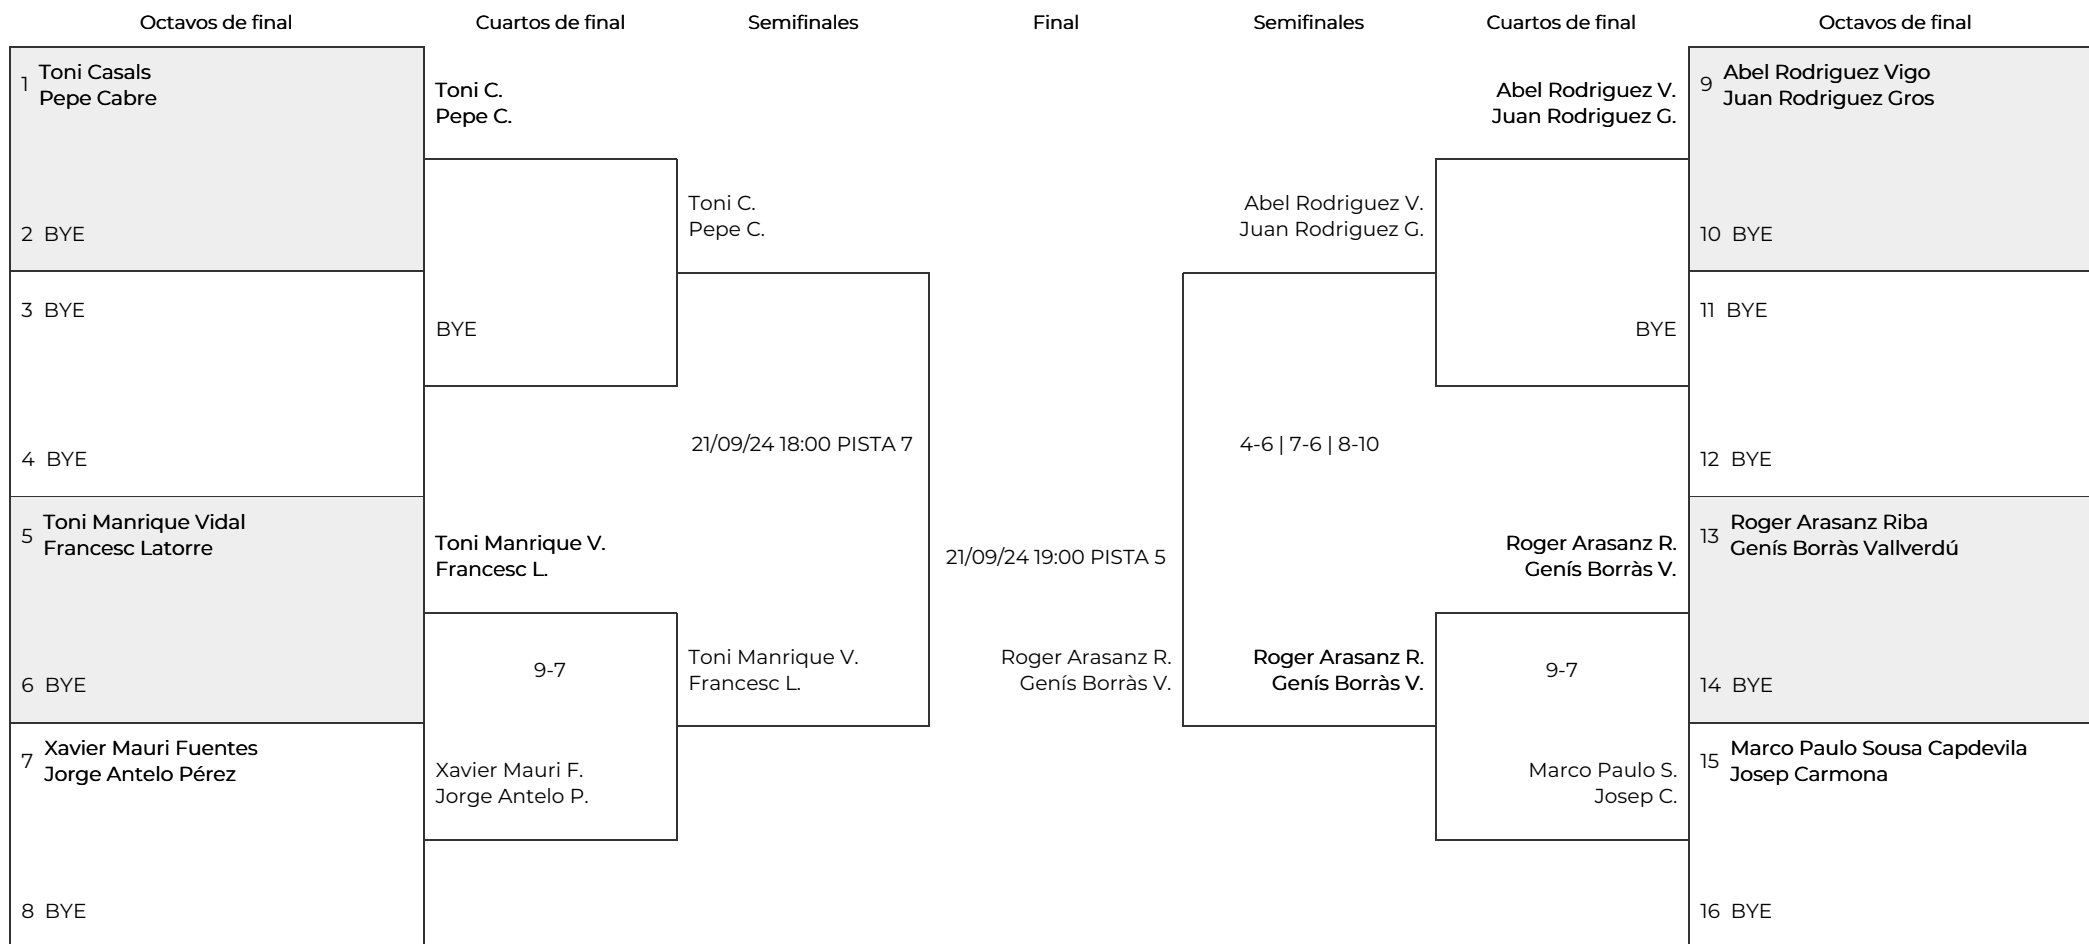 Octavos de final
Cuartos de final
Semifinales
Final
Semifinales
Cuartos de final
Octavos de final
1 Toni Casals
Pepe Cabre
2 BYE
3 BYE
4 BYE
5 Toni Manrique Vidal
Francesc Latorre
6 BYE
7 Xavier Mauri Fuentes
Jorge Antelo Pérez
8 BYE
Toni C.
Pepe C.
BYE
Toni Manrique V.
Francesc L.
9-7
Xavier Mauri F.
Jorge Antelo P.
Toni C.
Pepe C.
21/09/24 18:00 PISTA 7
Toni Manrique V.
Francesc L.
21/09/24 19:00 PISTA 5
Roger Arasanz R.
Genís Borràs V.
Abel Rodriguez V.
Juan Rodriguez G.
4-6 | 7-6 | 8-10
Roger Arasanz R.
Genís Borràs V.
Abel Rodriguez V.
Juan Rodriguez G.
BYE
Roger Arasanz R.
Genís Borràs V.
9-7
Marco Paulo S.
Josep C.
9 Abel Rodriguez Vigo
Juan Rodriguez Gros
10 BYE
11 BYE
12 BYE
13 Roger Arasanz Riba
Genís Borràs Vallverdú
14 BYE
15 Marco Paulo Sousa Capdevila
Josep Carmona
16 BYE